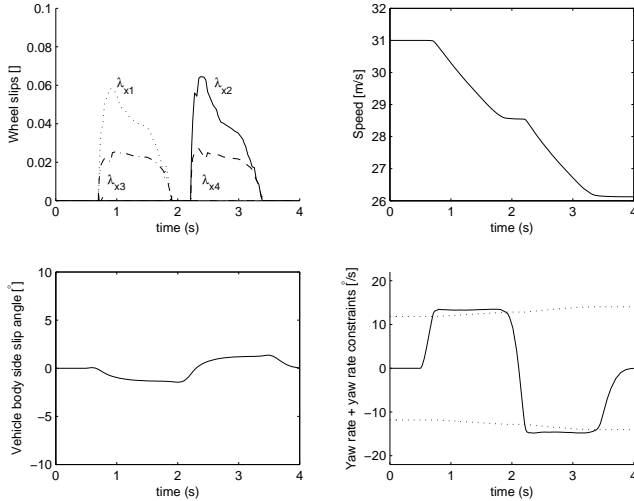 0.1
0.08
0.06
0.04
0.02
0
Wheel slips []
λx1
λx2
λx3
λx4
0 1 2 3 4
time (s)
31
30
29
28
27
26
Speed [m/s]
0 1 2 3 4
time (s)
10
5
0
−5
−10
Vehicle body side slip angle [°]
0 1 2 3 4
time (s)
20
10
0
−10
−20
Yaw rate + yaw rate constraints [°/s]
0 1 2 3 4
time (s)